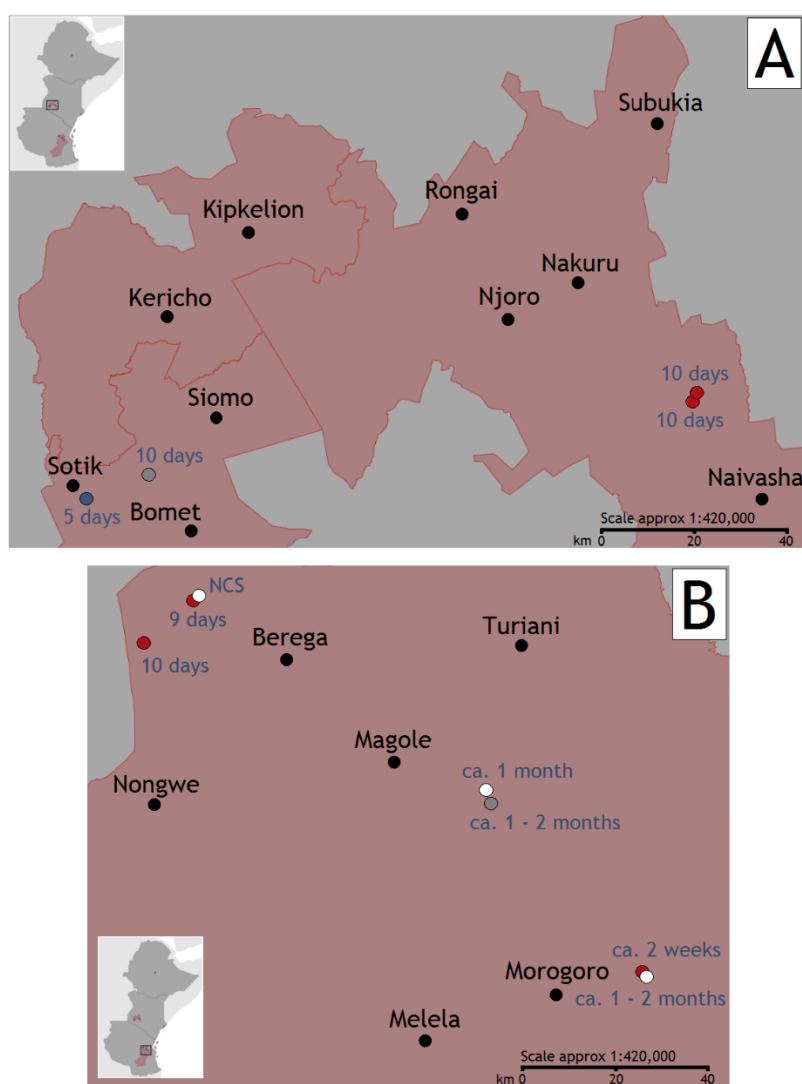 A
Subukia
Rongai
Kipkelion
Nakuru
Njoro
Kericho
10 days
10 days
Siomo
10 days
Sotik
5 days
Bomet
Naivasha
Scale approx 1:420,000
km 0 20 40
B
NCS
9 days
Berega
Turiani
10 days
Magole
ca. 1 month
Nongwe
ca. 1 - 2 months
ca. 2 weeks
Morogoro
ca. 1 - 2 months
Melela
Scale approx 1:420,000
km 0 20 40